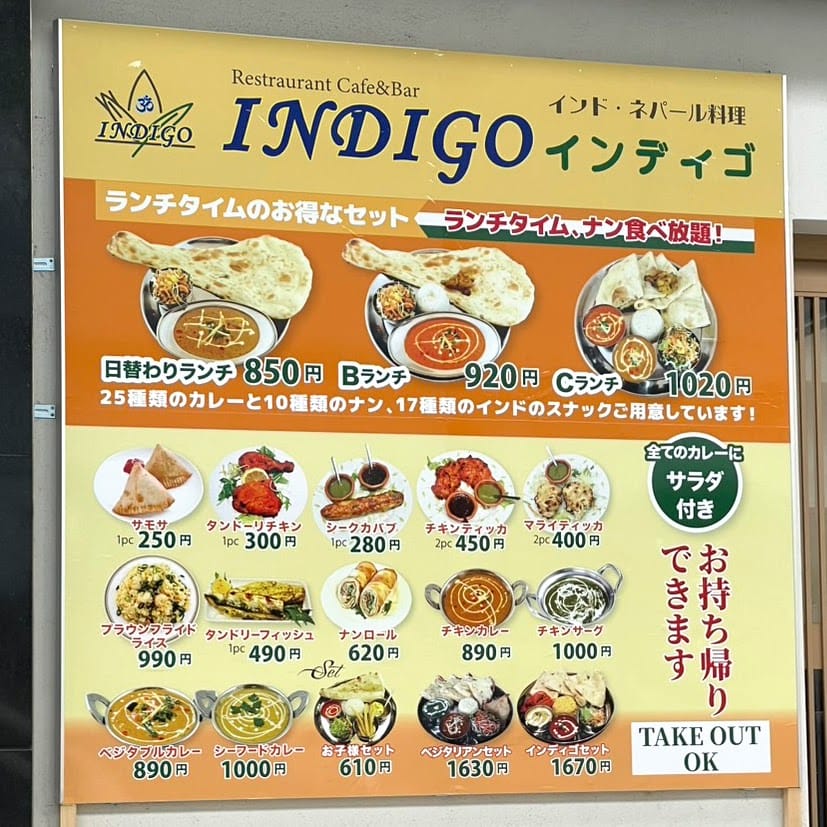 ॐ
INDIGO
Restraurant Cafe&Bar
INDIGO
インド・ネパール料理
インディゴ
ランチタイムのお得なセット
ランチタイム、ナン食べ放題!
日替わりランチ 850円
Bランチ 920円
Cランチ 1020円
25種類のカレーと10種類のナン、17種類のインドのスナックご用意しています!
全てのカレーに
サラダ
付き
サモサ
1pc 250円
タンドーリチキン
1pc 300円
シークカバブ
1pc 280円
チキンティッカ
2pc 450円
マライティッカ
2pc 400円
ブラウンフライド
ライス
990円
タンドリーフィッシュ
1pc 490円
ナンロール
620円
チキンカレー
890円
チキンサーグ
1000円
お持ち帰り
できます
ベジタブルカレー
890円
シーフードカレー
1000円
Set
お子様セット
610円
ベジタリアンセット
1630円
インディゴセット
1670円
TAKE OUT
OK